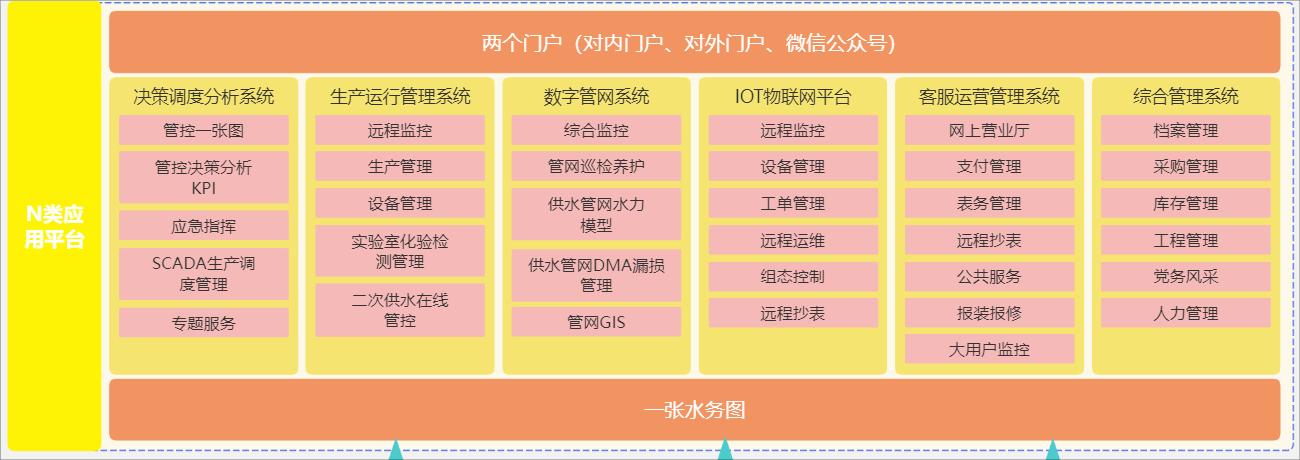 N类应
用平台
两个门户（对内门户、对外门户、微信公众号）
决策调度分析系统
管控一张图
管控决策分析
KPI
应急指挥
SCADA生产调
度管理
专题服务
生产运行管理系统
远程监控
生产管理
设备管理
实验室化验检
测管理
二次供水在线
管控
数字管网系统
综合监控
管网巡检养护
供水管网水力
模型
供水管网DMA漏损
管理
管网GIS
IOT物联网平台
远程监控
设备管理
工单管理
远程运维
组态控制
远程抄表
客服运营管理系统
网上营业厅
支付管理
表务管理
远程抄表
公共服务
报装报修
大用户监控
综合管理系统
档案管理
采购管理
库存管理
工程管理
党务风采
人力管理
一张水务图